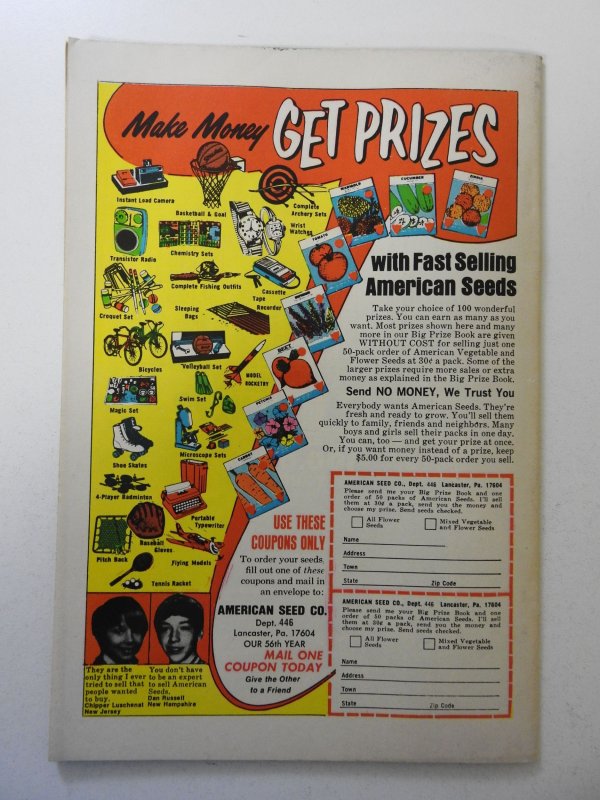 Make Money GET PRIZES
Instant Load Camera
Basketball & Goal
Complete
Archery Sets
Wrist
Watches
Transistor Radio
Chemistry Sets
Complete Fishing Outfits
Cassette
Tape
Recorder
Croquet Set
Sleeping
Bags
Bicycles
Volleyball Set
MODEL
ROCKETRY
Magic Set
Swim Set
Shoe Skates
Microscope Sets
4-Player Badminton
Portable
Typewriter
Pitch Back
Baseball
Gloves
Flying Models
Tennis Racket
MARIGOLD
CUCUMBER
ZINNIA
TOMATO
BEET
PETUNIA
CARROT
with Fast Selling
American Seeds
Take your choice of 100 wonderful
prizes. You can earn as many as you
want. Most prizes shown here and many
more in our Big Prize Book are given
WITHOUT COST for selling just one
50-pack order of American Vegetable and
Flower Seeds at 30¢ a pack. Some of the
larger prizes require more sales or extra
money as explained in the Big Prize Book.
Send NO MONEY, We Trust You
Everybody wants American Seeds. They're
fresh and ready to grow. You'll sell them
quickly to family, friends and neighbors. Many
boys and girls sell their packs in one day.
You can, too — and get your prize at once.
Or, if you want money instead of a prize, keep
$5.00 for every 50-pack order you sell.
USE THESE
COUPONS ONLY
To order your seeds,
fill out one of these
coupons and mail in
an envelope to:
AMERICAN SEED CO.
Dept. 446
Lancaster, Pa. 17604
OUR 56th YEAR
MAIL ONE
COUPON TODAY
Give the Other
to a Friend
They are the
only thing I ever
tried to sell that
people wanted
to buy.
Chipper Luschenat
New Jersey
You don't have
to be an expert
to sell American
Seeds.
Dan Russell
New Hampshire
AMERICAN SEED CO., Dept. 446 Lancaster, Pa. 17604
Please send me your Big Prize Book and one
order of 50 packs of American Seeds. I'll sell
them at 30¢ a pack, send you the money and
choose my prize. Send seeds checked.
All Flower
Seeds
Mixed Vegetable
and Flower Seeds
Name
Address
Town
State Zip Code
AMERICAN SEED CO., Dept. 446 Lancaster, Pa. 17604
Please send me your Big Prize Book and one
order of 50 packs of American Seeds. I'll sell
them at 30¢ a pack, send you the money and
choose my prize. Send seeds checked.
All Flower
Seeds
Mixed Vegetable
and Flower Seeds
Name
Address
Town
State Zip Code